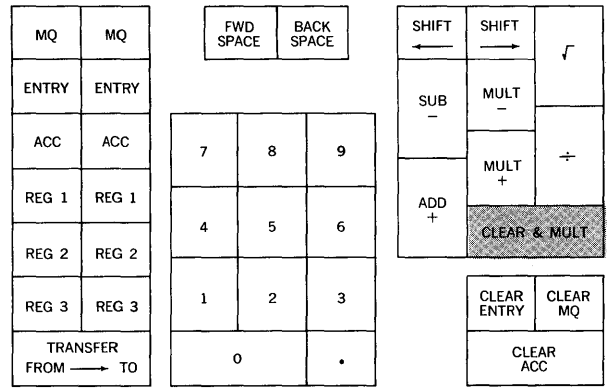 MQ MQ
ENTRY ENTRY
ACC ACC
REG 1 REG 1
REG 2 REG 2
REG 3 REG 3
TRANSFER
FROM → TO
FWD SPACE
BACK SPACE
7 8 9
4 5 6
1 2 3
0 .
SHIFT ←
SHIFT →
√
SUB
−
MULT
−
÷
MULT
+
ADD
+
CLEAR & MULT
CLEAR ENTRY
CLEAR MQ
CLEAR
ACC